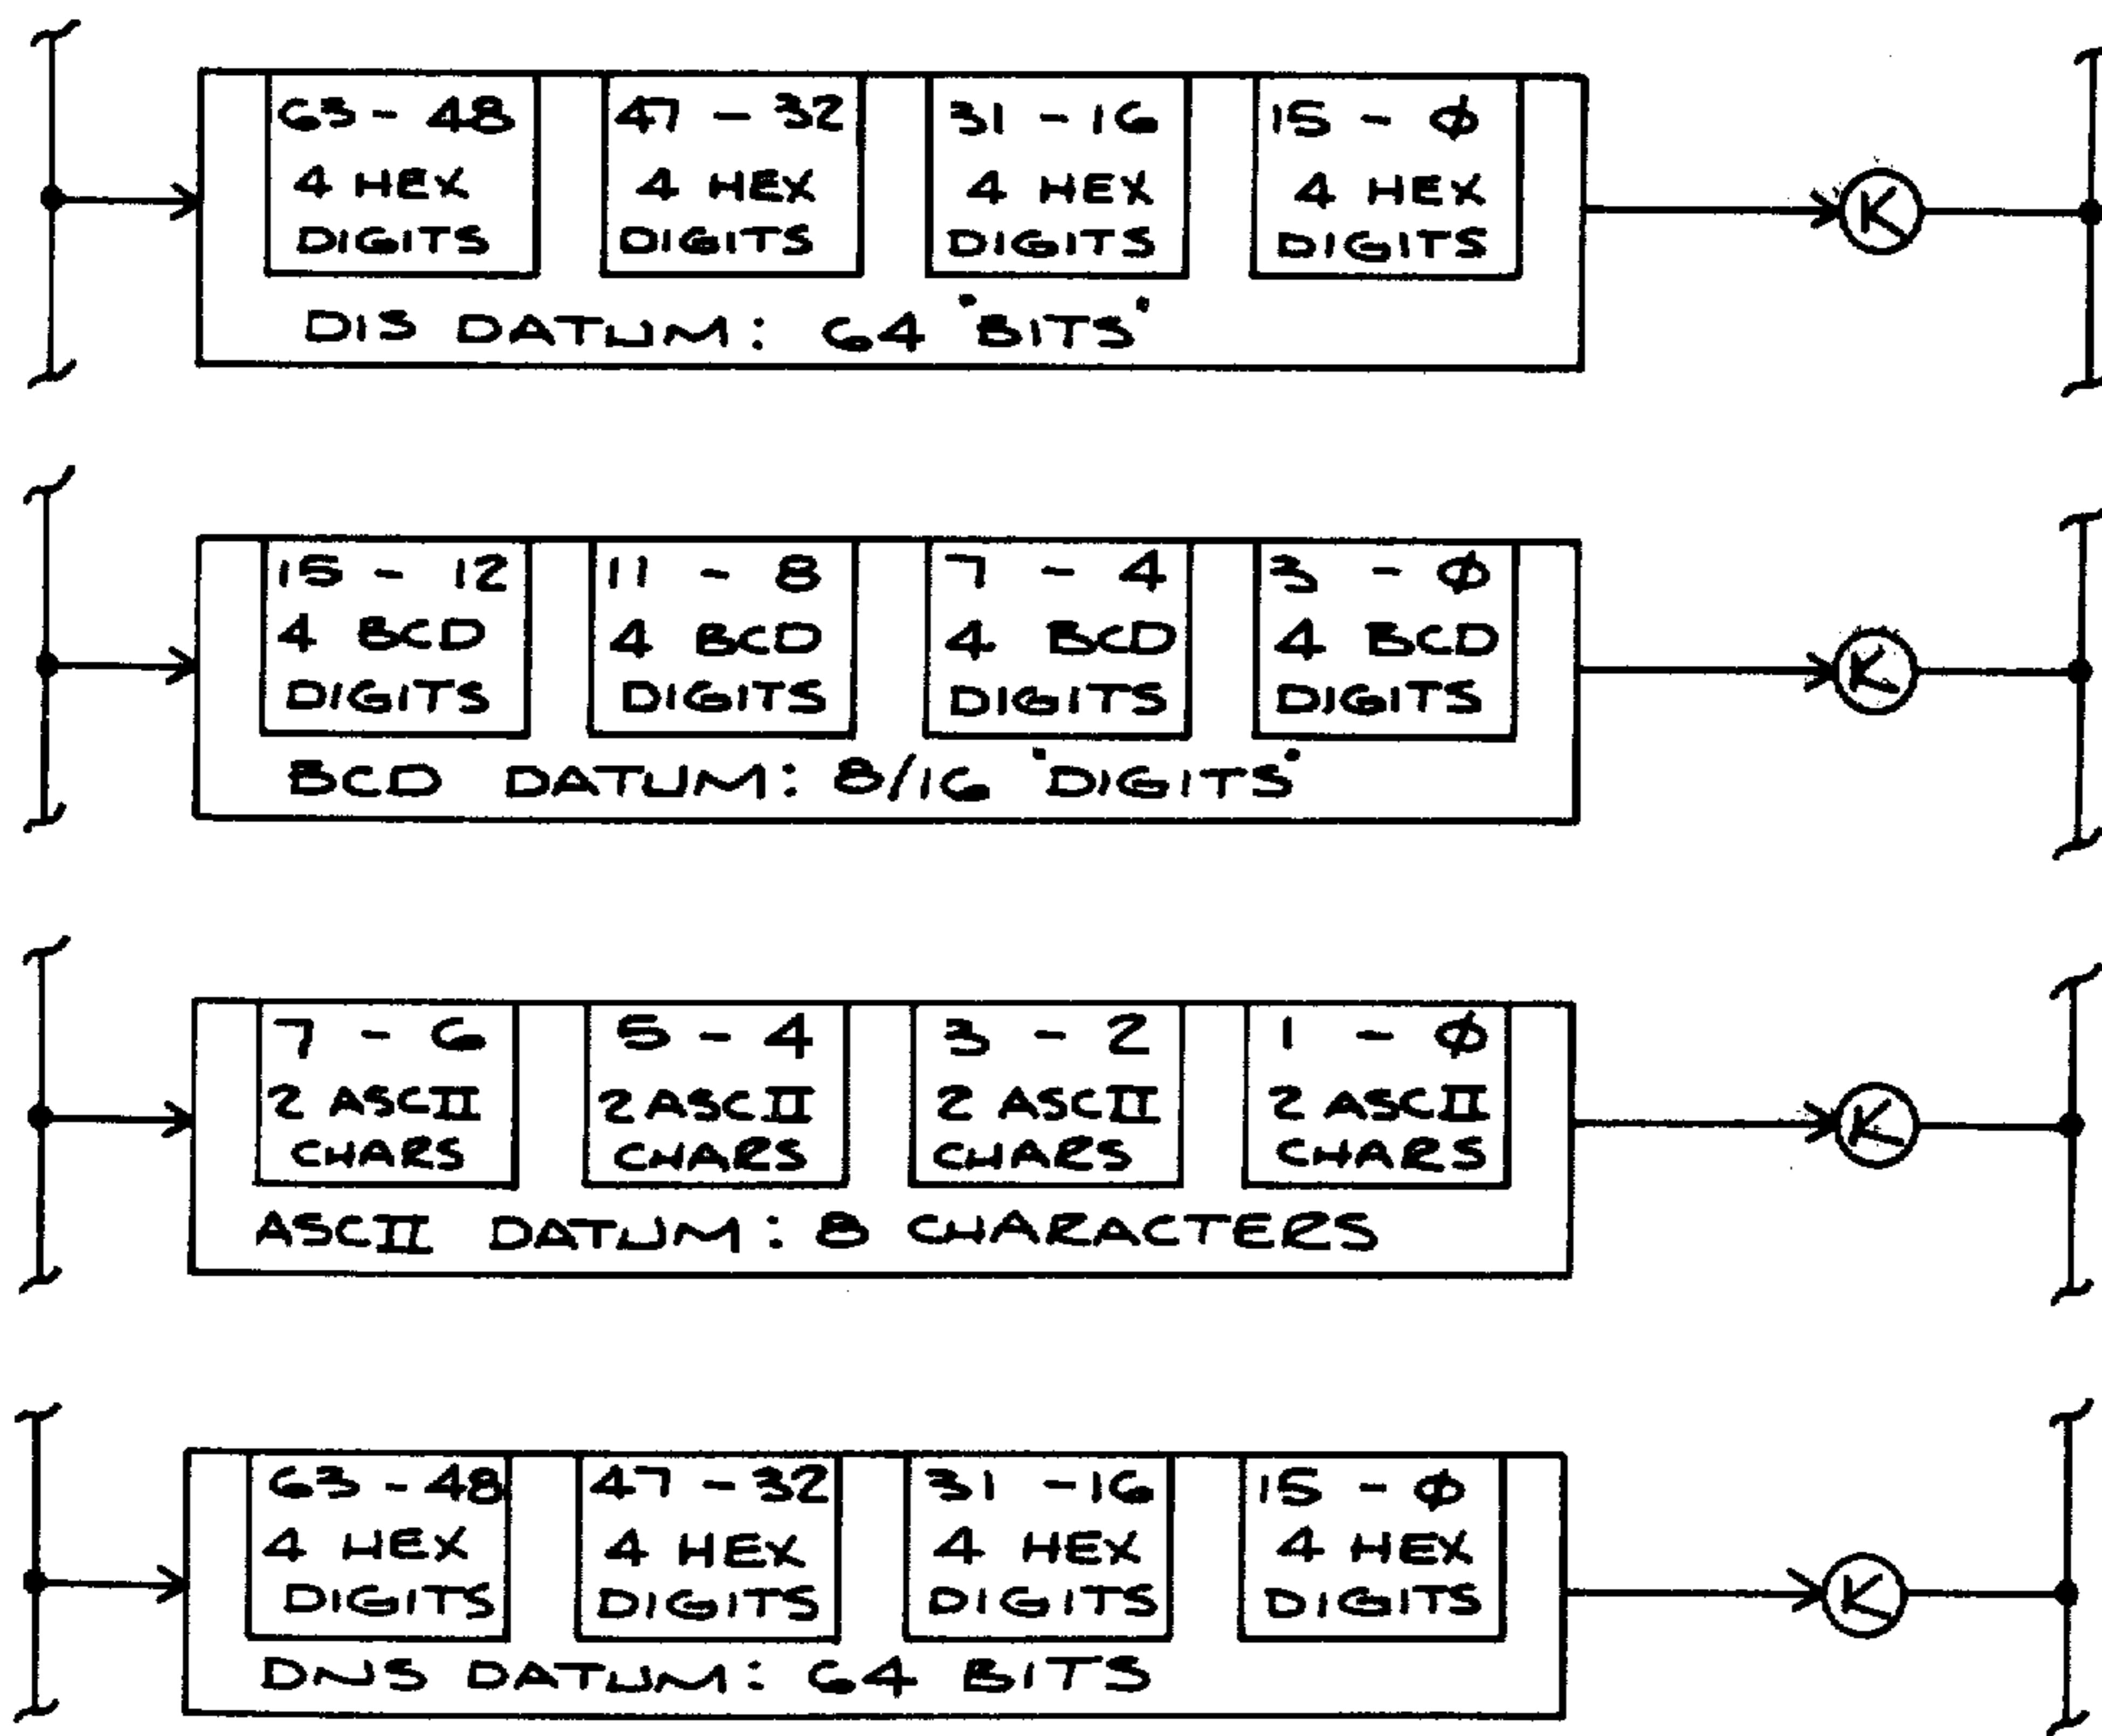 63 - 48 47 - 32 31 - 16 15 - φ
4 HEX 4 HEX 4 HEX 4 HEX
DIGITS DIGITS DIGITS DIGITS
K
DIS DATUM: 64 'BITS'
15 - 12 11 - 8 7 - 4 3 - φ
4 BCD 4 BCD 4 BCD 4 BCD
DIGITS DIGITS DIGITS DIGITS
K
BCD DATUM: 8/16 'DIGITS'
7 - 6 5 - 4 3 - 2 1 - φ
2 ASCII 2 ASCII 2 ASCII 2 ASCII
CHARS CHARS CHARS CHARS
K
ASCII DATUM: 8 CHARACTERS
63 - 48 47 - 32 31 - 16 15 - φ
4 HEX 4 HEX 4 HEX 4 HEX
DIGITS DIGITS DIGITS DIGITS
K
DNS DATUM: 64 BITS